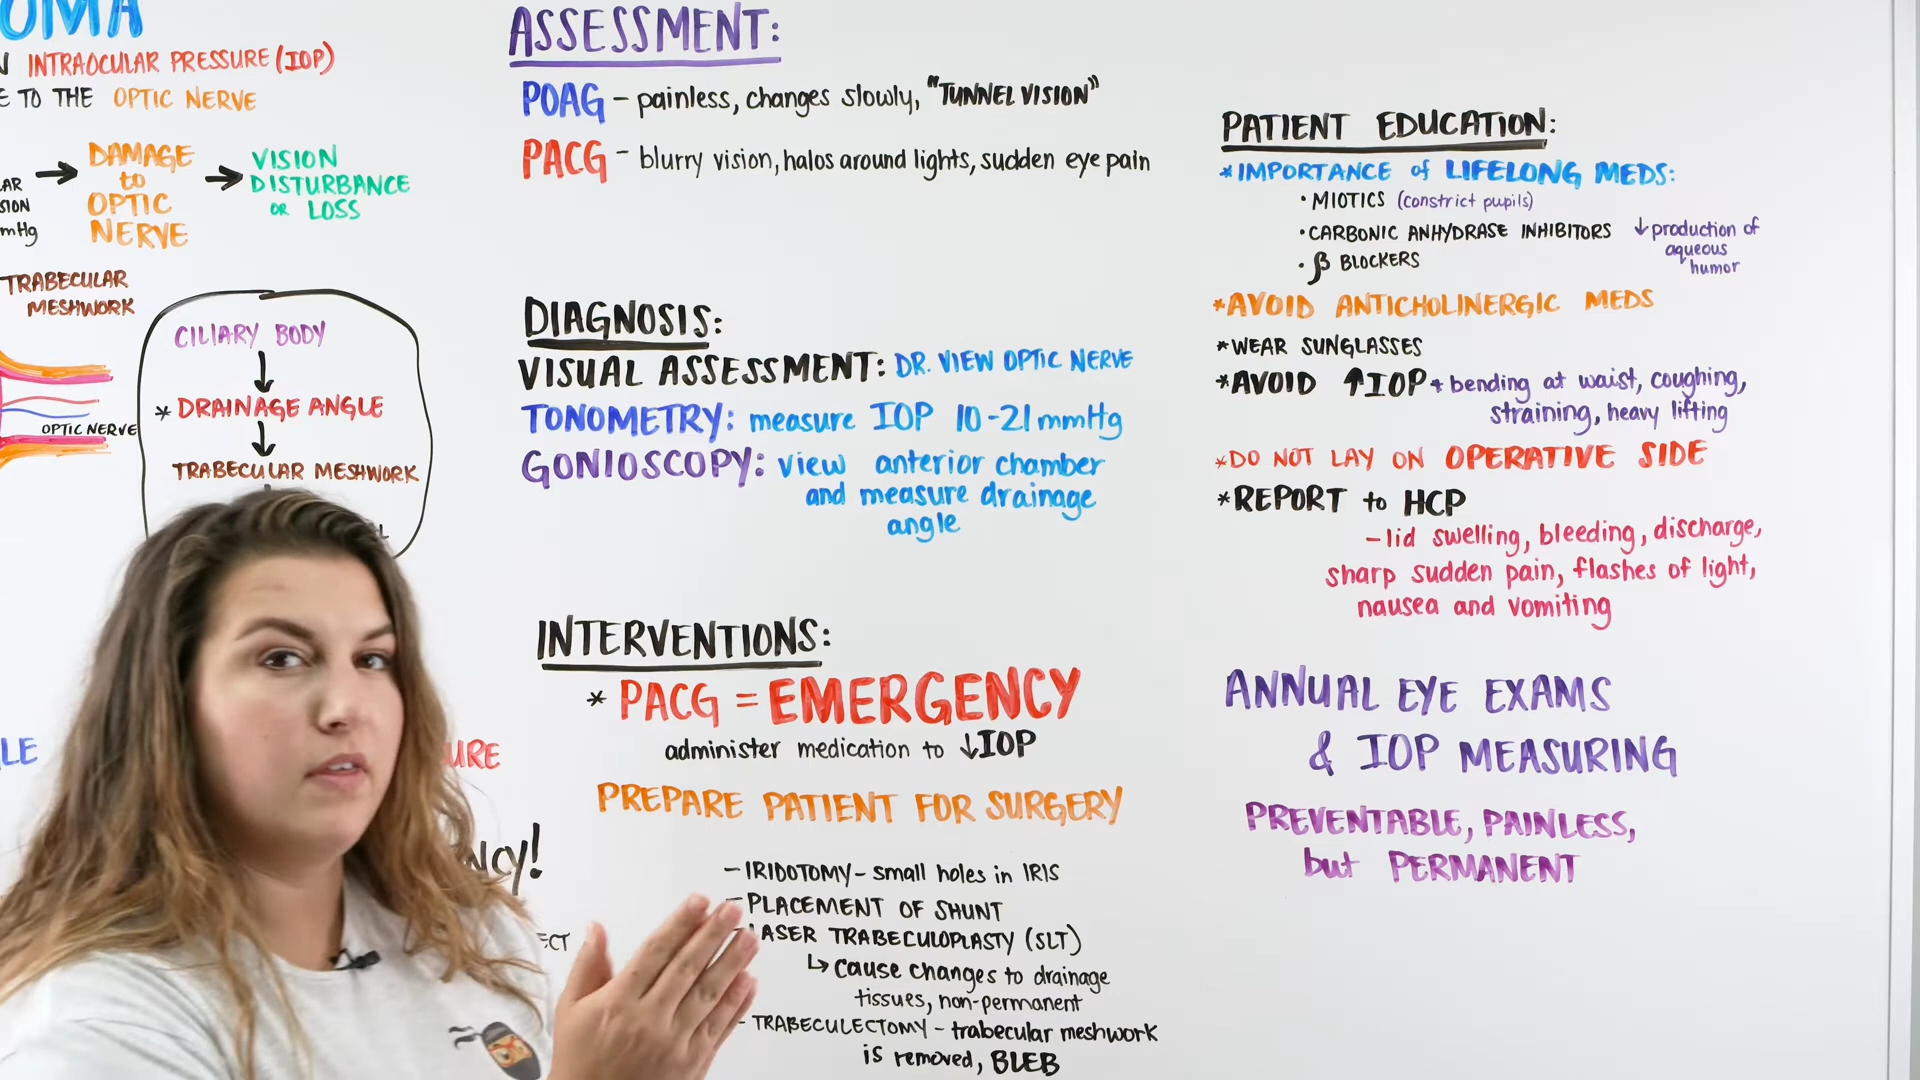 OMA
N INTRAOCULAR PRESSURE (IOP)
E TO THE OPTIC NERVE
AR
SION
mmHg
DAMAGE
to
OPTIC
NERVE
VISION
DISTURBANCE
OR LOSS
TRABECULAR
MESHWORK
OPTIC NERVE
CILIARY BODY
* DRAINAGE ANGLE
TRABECULAR MESHWORK
LE
URE
NCY!
ECT
ASSESSMENT:
POAG - painless, changes slowly, "TUNNEL VISION"
PACG - blurry vision, halos around lights, sudden eye pain
DIAGNOSIS:
VISUAL ASSESSMENT: DR. VIEW OPTIC NERVE
TONOMETRY: measure IOP 10-21 mmHg
GONIOSCOPY: view anterior chamber
and measure drainage
angle
INTERVENTIONS:
* PACG = EMERGENCY
administer medication to ↓IOP
PREPARE PATIENT FOR SURGERY
- IRIDOTOMY - small holes in IRIS
- PLACEMENT OF SHUNT
- LASER TRABECULOPLASTY (SLT)
↳ cause changes to drainage
tissues, non-permanent
- TRABECULECTOMY - trabecular meshwork
is removed, BLEB
PATIENT EDUCATION:
*IMPORTANCE of LIFELONG MEDS:
• MIOTICS (constrict pupils)
• CARBONIC ANHYDRASE INHIBITORS ↓ production of
aqueous
humor
• β BLOCKERS
*AVOID ANTICHOLINERGIC MEDS
*WEAR SUNGLASSES
*AVOID ↑IOP → bending at waist, coughing,
straining, heavy lifting
*DO NOT LAY ON OPERATIVE SIDE
*REPORT to HCP
- lid swelling, bleeding, discharge,
sharp sudden pain, flashes of light,
nausea and vomiting
ANNUAL EYE EXAMS
& IOP MEASURING
PREVENTABLE, PAINLESS,
but PERMANENT